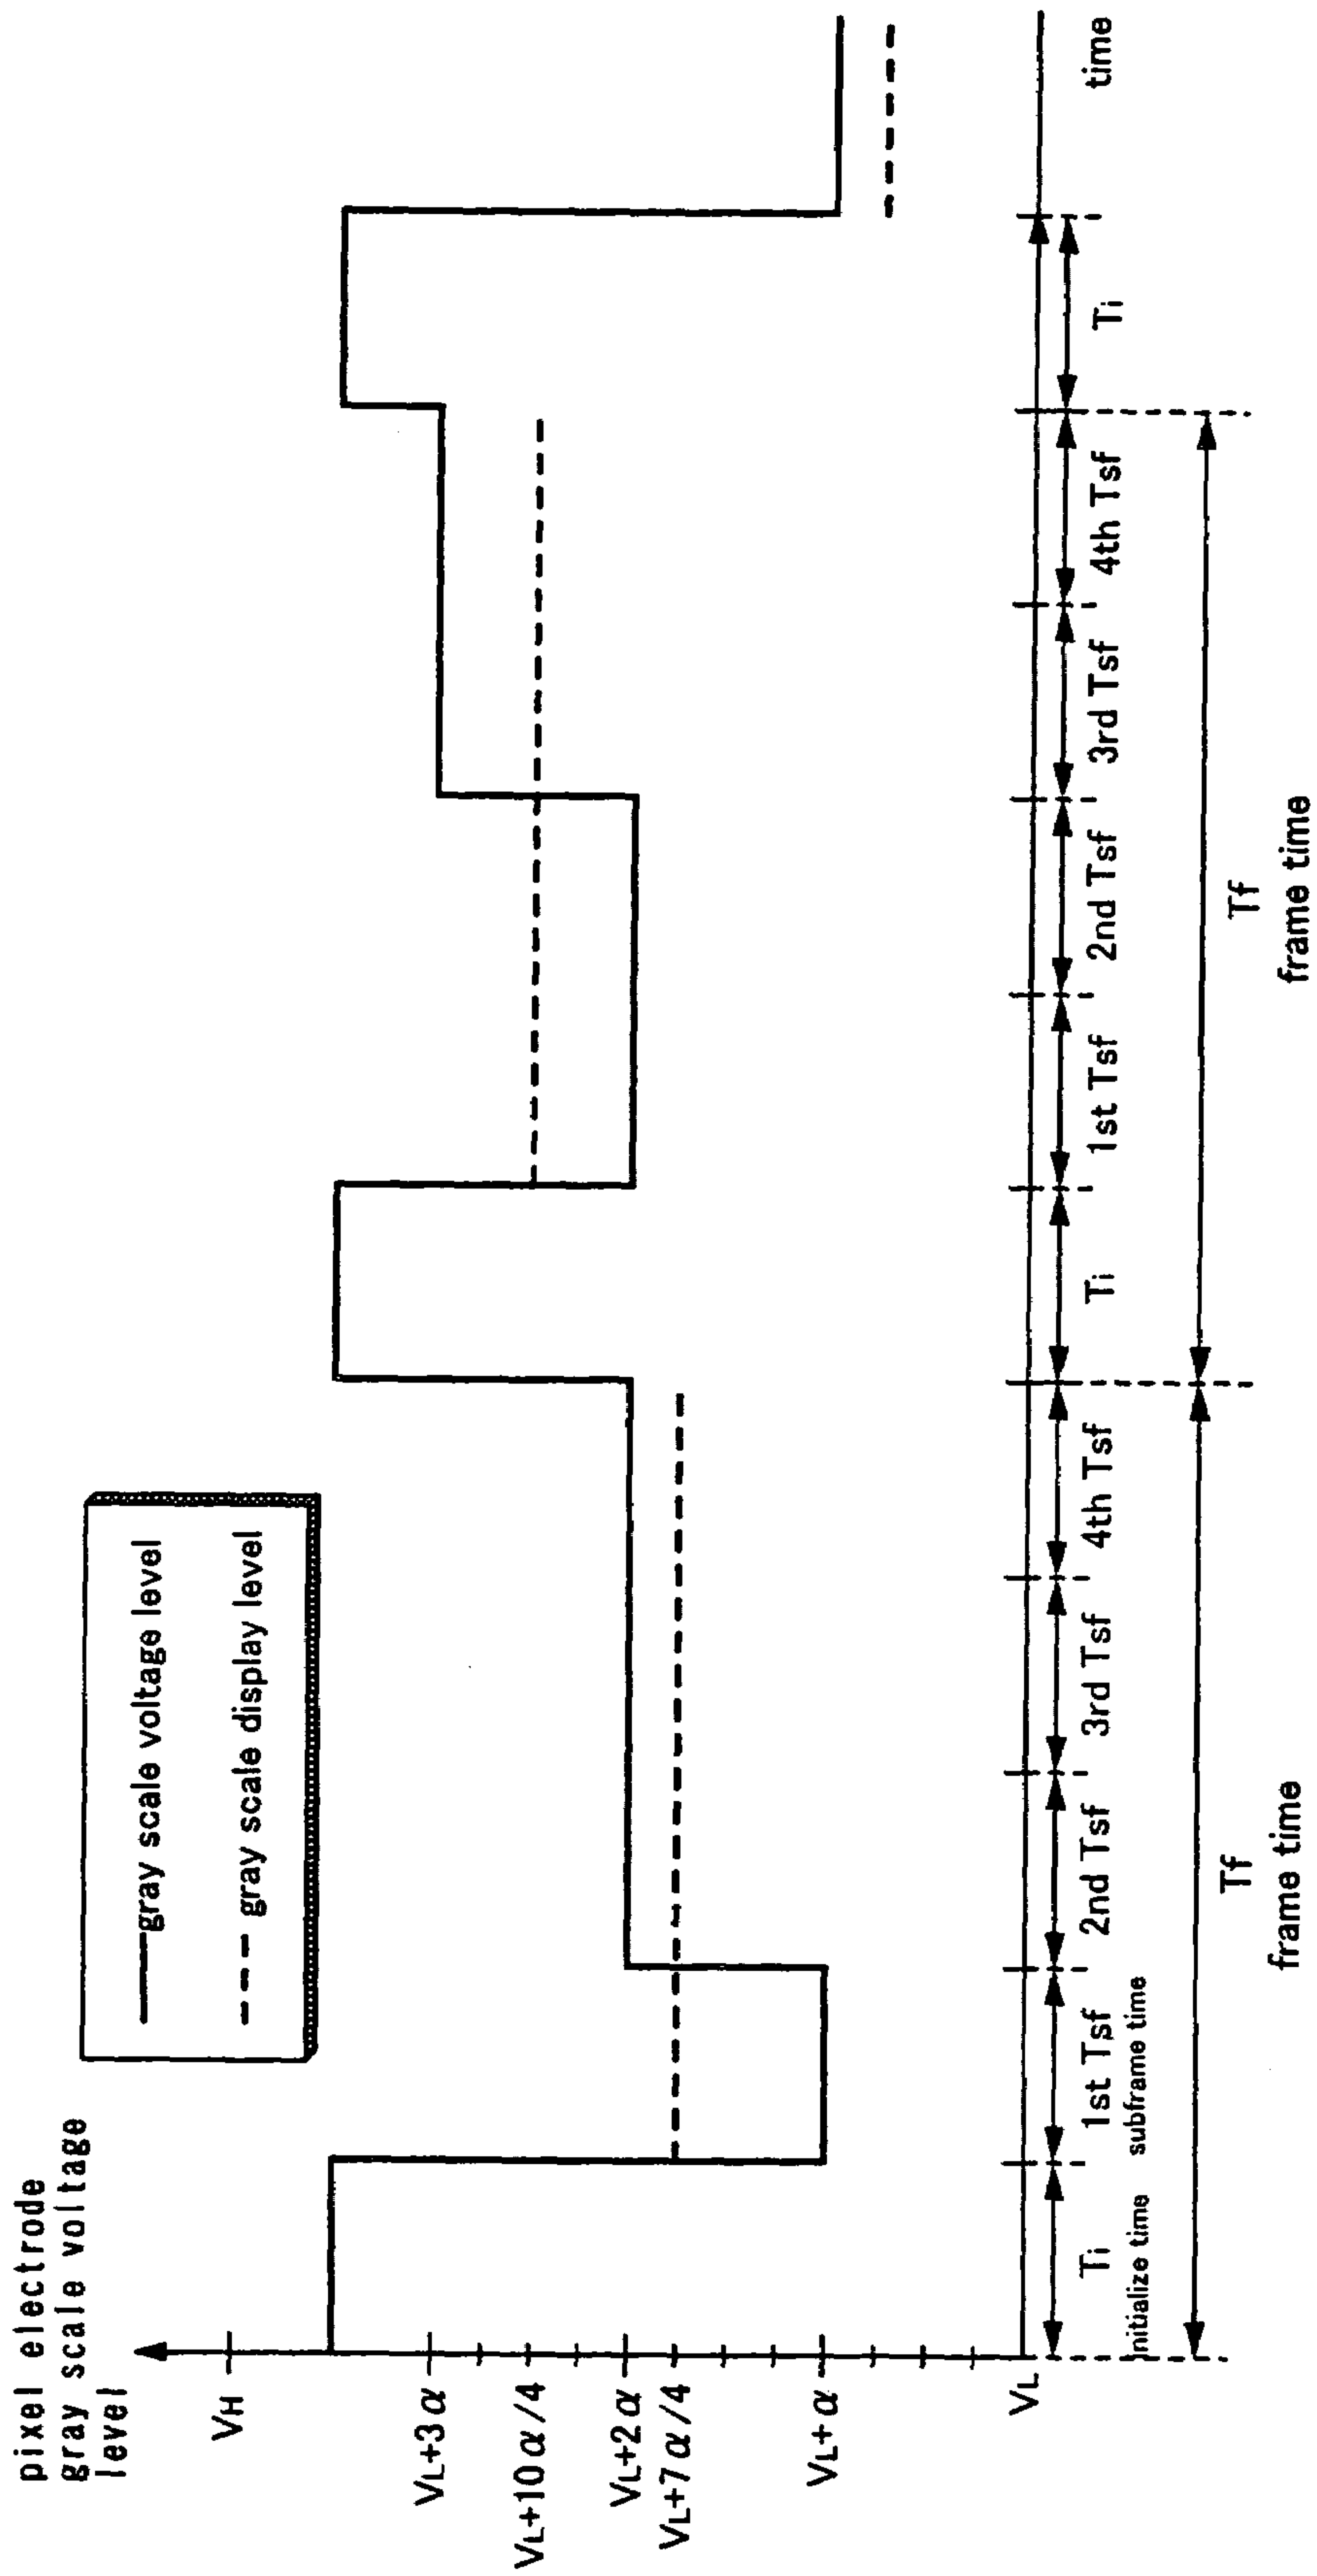 pixel electrode
gray scale voltage
level
gray scale voltage level
gray scale display level
VH
VL+3α
VL+10α/4
VL+2α
VL+7α/4
VL+α
VL
Ti
1st Tsf
2nd Tsf
3rd Tsf
4th Tsf
Ti
1st Tsf
2nd Tsf
3rd Tsf
4th Tsf
Ti
time
initialize time
subframe time
Tf
frame time
Tf
frame time